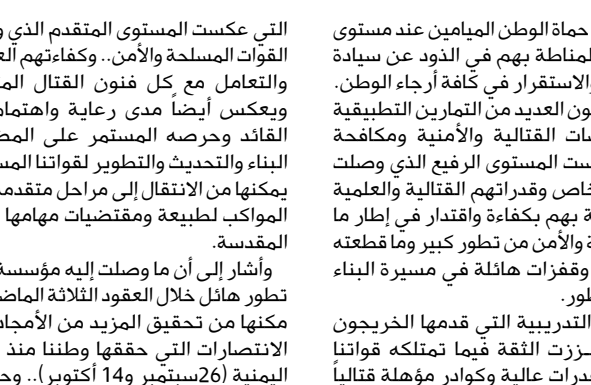 حماة الوطن الميامين عند مستوى
المناطة بهم في الذود عن سيادة
والاستقرار في كافة أرجاء الوطن.
ون العديد من التمارين التطبيقية
ات القتالية والأمنية ومكافحة
ست المستوى الرفيع الذي وصلت
خاص وقدراتهم القتالية والعلمية
ة بهم بكفاءة واقتدار في إطار ما
ة والأمن من تطور كبير وما قطعته
وقفزات هائلة في مسيرة البناء
طور.
التدريبية التي قدمها الخريجون
ـززت الثقة فيما تمتلكه قواتنا
درات عالية وكوادر مؤهلة قتالياً
التي عكست المستوى المتقدم الذي و
القوات المسلحة والأمن.. وكفاءتهم الع
والتعامل مع كل فنون القتال الم
ويعكس أيضاً مدى رعاية واهتما
القائد وحرصه المستمر على المض
البناء والتحديث والتطوير لقواتنا المس
يمكنها من الانتقال إلى مراحل متقدمة
المواكب لطبيعة ومقتضيات مهامها
المقدسة.
وأشار إلى أن ما وصلت إليه مؤسسة
تطور هائل خلال العقود الثلاثة الماض
مكنها من تحقيق المزيد من الأمجاد
الانتصارات التي حققها وطننا منذ
اليمنية (26سبتمبر و14 أكتوبر).. وح